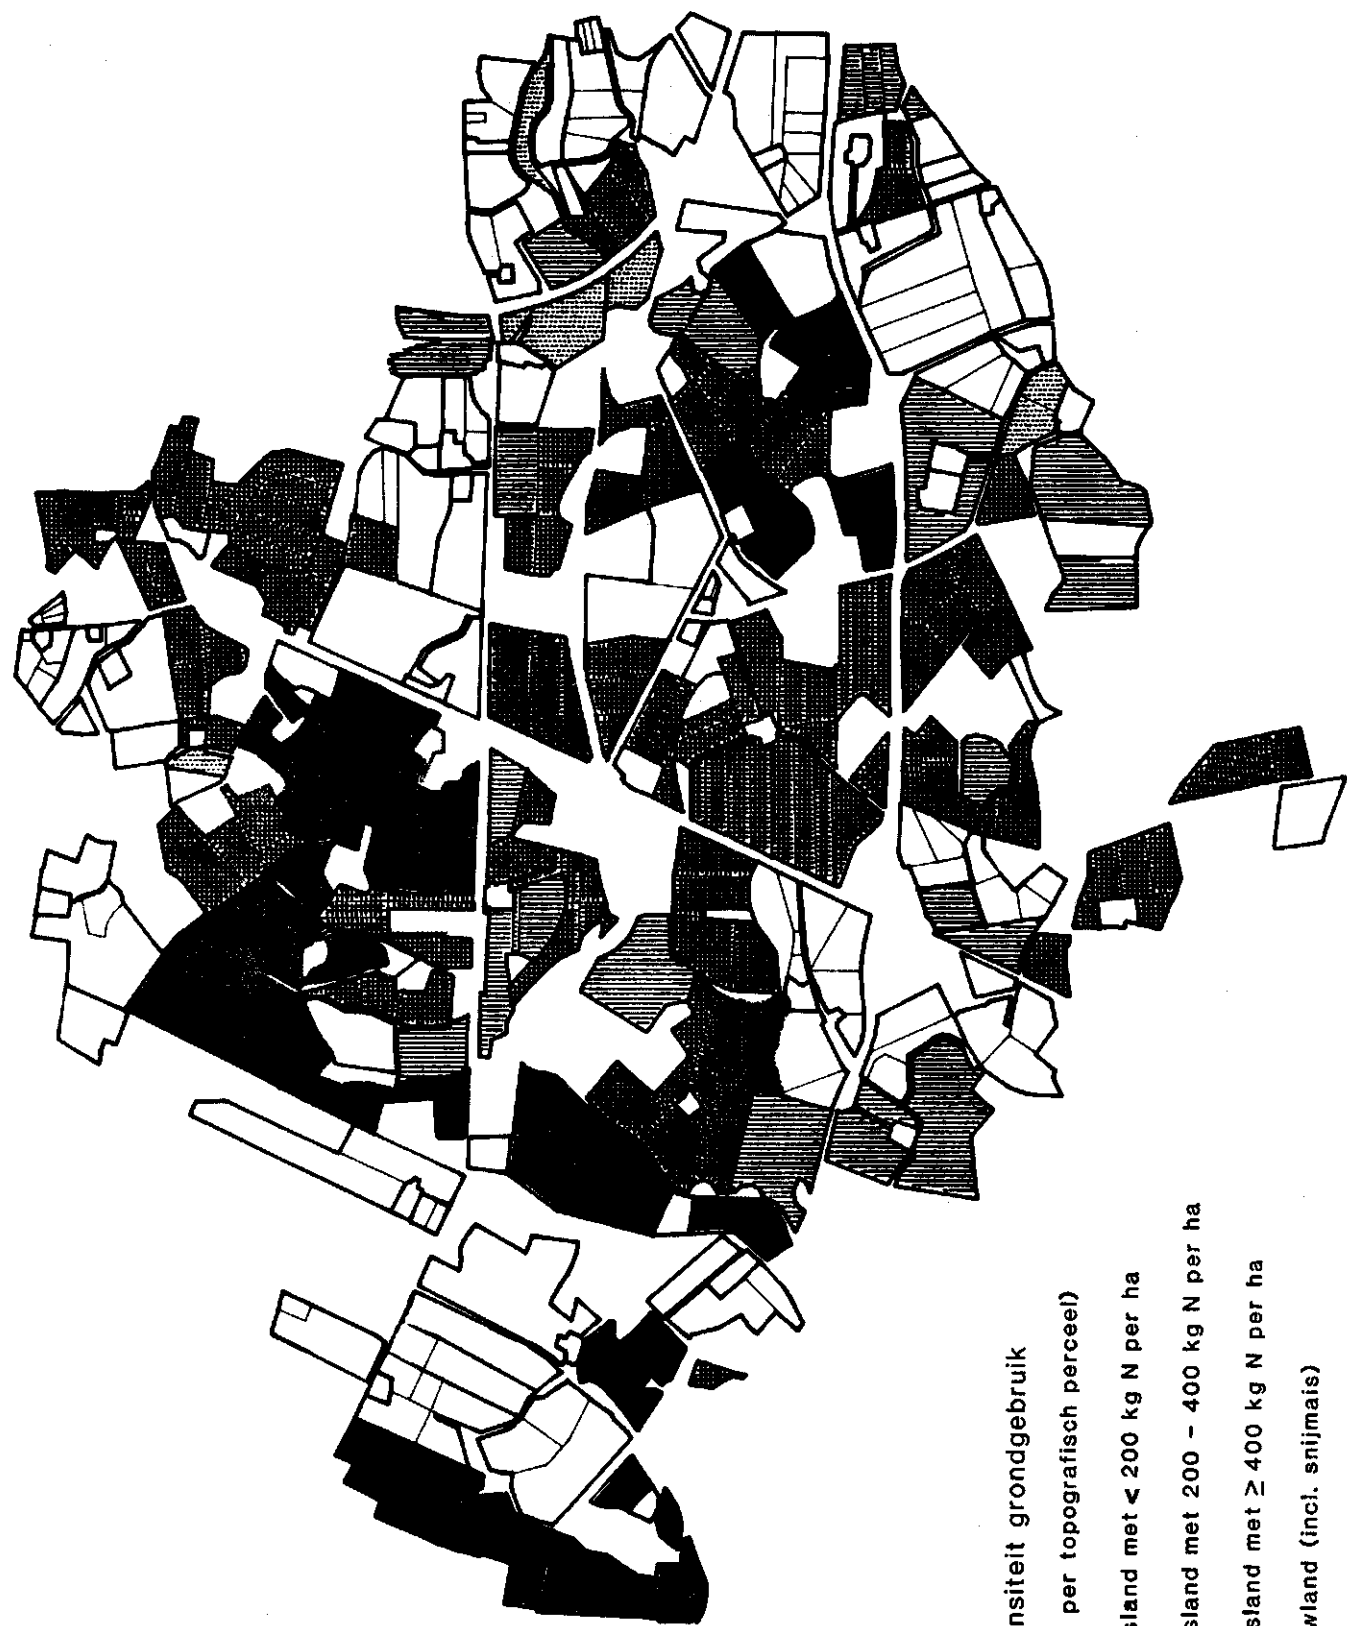 nsiteit grondgebruik
per topografisch perceel)
sland met < 200 kg N per ha
sland met 200 - 400 kg N per ha
sland met ≥ 400 kg N per ha
wland (incl. snijmais)